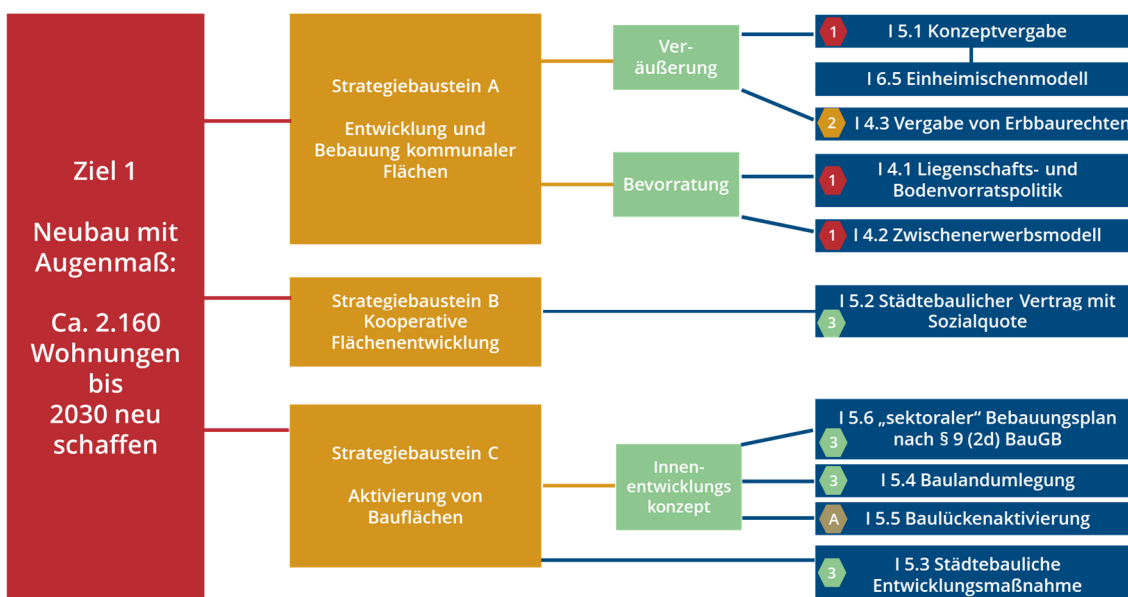 Ziel 1
Neubau mit
Augenmaß:
Ca. 2.160
Wohnungen
bis
2030 neu
schaffen
Strategiebaustein A
Entwicklung und
Bebauung kommunaler
Flächen
Ver-
äußerung
1
I 5.1 Konzeptvergabe
I 6.5 Einheimischenmodell
2
I 4.3 Vergabe von Erbbaurechten
Bevorratung
1
I 4.1 Liegenschafts- und
Bodenvorratspolitik
1
I 4.2 Zwischenerwerbsmodell
Strategiebaustein B
Kooperative
Flächenentwicklung
I 5.2 Städtebaulicher Vertrag mit
3
Sozialquote
Strategiebaustein C
Aktivierung von
Bauflächen
Innen-
entwicklungs
konzept
I 5.6 „sektoraler“ Bebauungsplan
3
nach § 9 (2d) BauGB
3
I 5.4 Baulandumlegung
A
I 5.5 Baulückenaktivierung
3
I 5.3 Städtebauliche
Entwicklungsmaßnahme